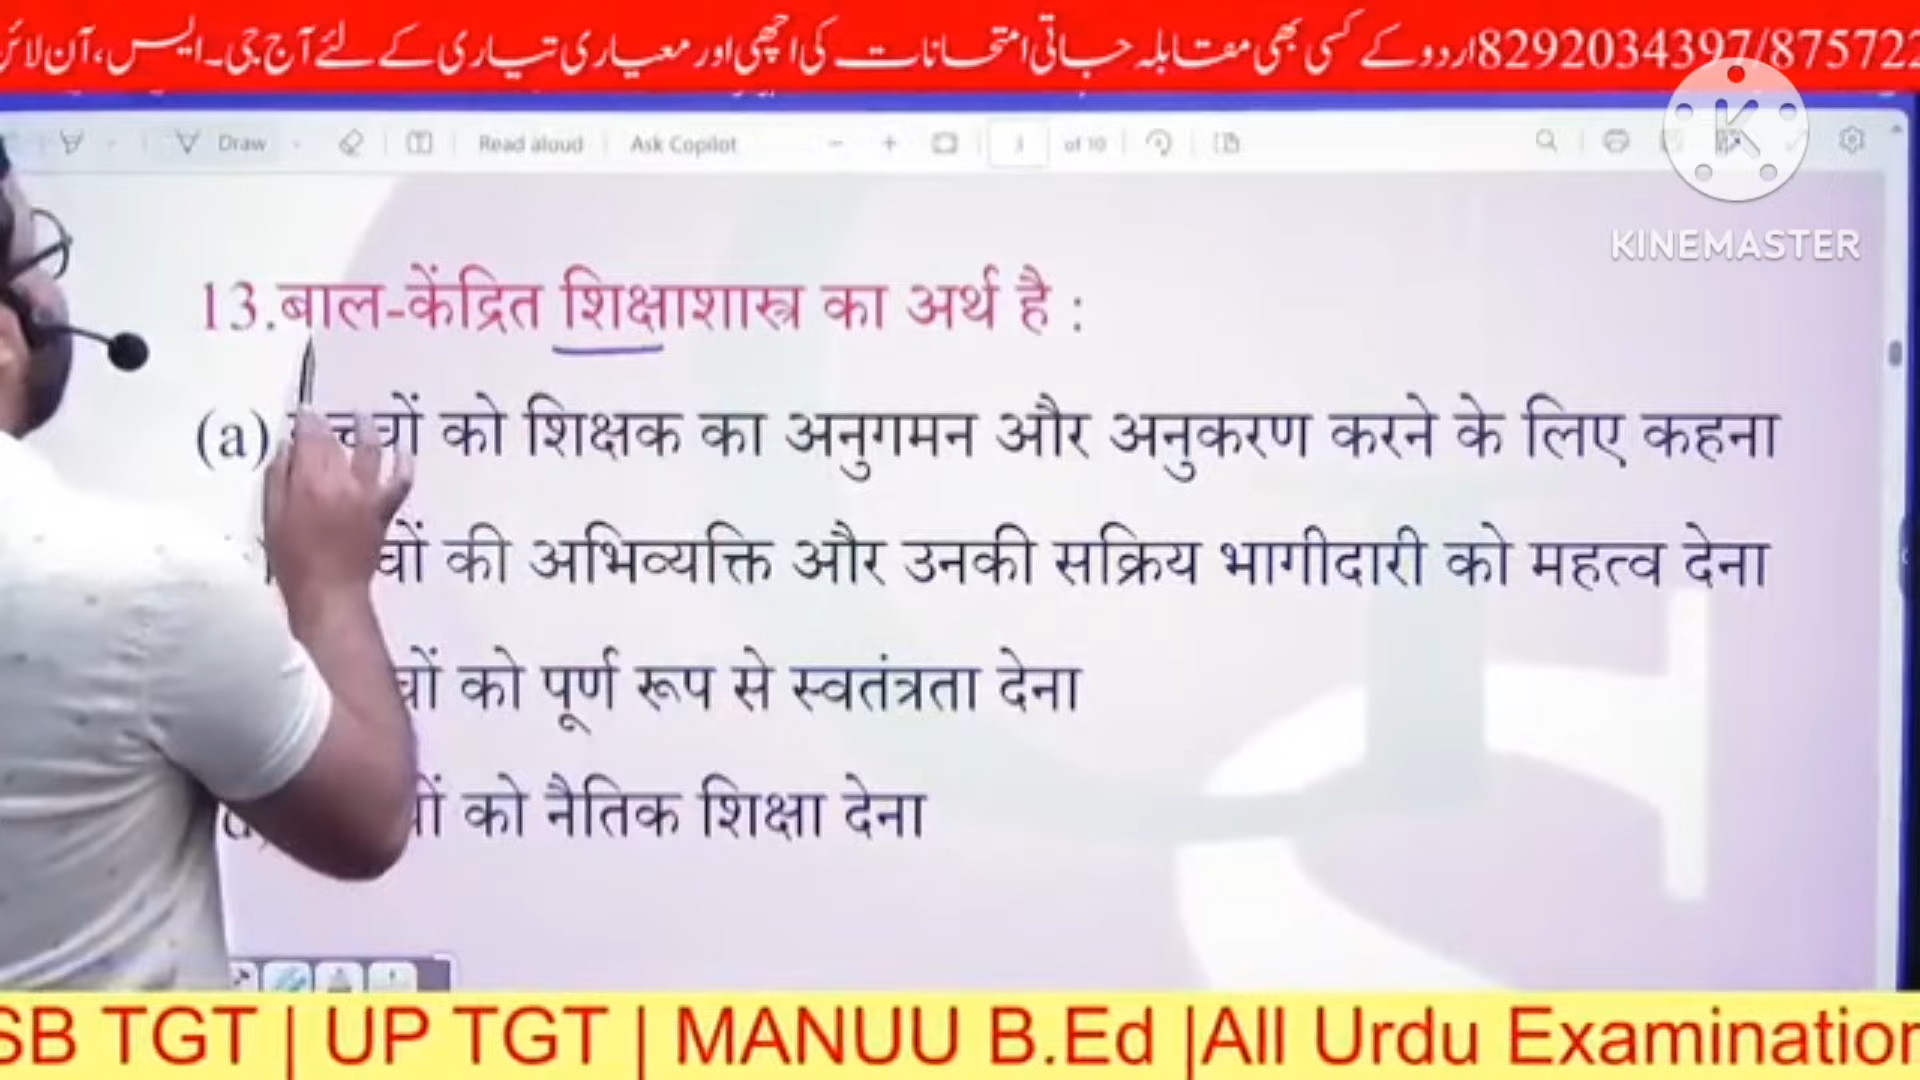 اردو کے کسی بھی مقابلہ جاتی امتحانات کی اچھی اور معیاری تیاری کے لئے آج جی۔ایس، آن لائن 8292034397/875722
Draw Read aloud Ask Copilot 3 of 10
KINEMASTER
13.बाल-केंद्रित शिक्षाशास्त्र का अर्थ है :
(a) को शिक्षक का अनुगमन और अनुकरण करने के लिए कहना
की अभिव्यक्ति और उनकी सक्रिय भागीदारी को महत्व देना
को पूर्ण रूप से स्वतंत्रता देना
को नैतिक शिक्षा देना
SB TGT | UP TGT | MANUU B.Ed |All Urdu Examination